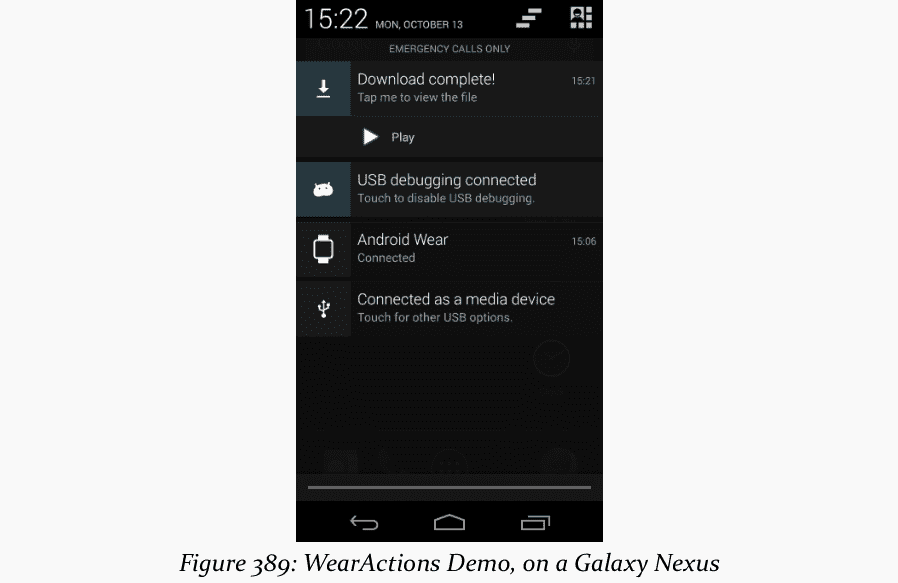 15:22 MON, OCTOBER 13
EMERGENCY CALLS ONLY
Download complete! 15:21
Tap me to view the file
Play
USB debugging connected
Touch to disable USB debugging.
Android Wear 15:06
Connected
Connected as a media device
Touch for other USB options.
Figure 389: WearActions Demo, on a Galaxy Nexus